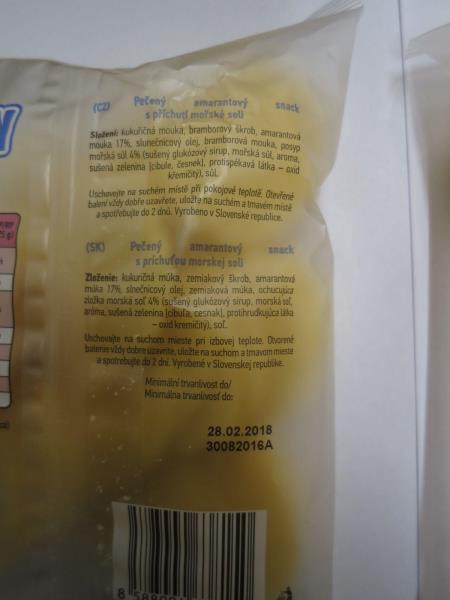 (CZ) Pečený amarantový snack
s příchutí mořské soli
Složení: kukuřičná mouka, bramborový škrob, amarantová
mouka 17%, slunečnicový olej, bramborová mouka, posyp
mořská sůl 4% (sušený glukózový sirup, mořská sůl, aroma,
sušená zelenina (cibule, česnek), protispékavá látka – oxid
křemičitý), sůl.
Uschovejte na suchém místě při pokojové teplotě. Otevřené
balení vždy dobře uzavřete, uložte na suchém a tmavém místě
a spotřebujte do 2 dnů. Vyrobeno v Slovenské republice.
(SK) Pečený amarantový snack
s príchuťou morskej soli
Zloženie: kukuričná múka, zemiakový škrob, amarantová
múka 17%, slnečnicový olej, zemiaková múka, ochucujúca
zložka morská soľ 4% (sušený glukózový sirup, morská soľ,
aróma, sušená zelenina (cibuľa, cesnak), protihrudkujúca látka
– oxid kremičitý), soľ.
Uschovajte na suchom mieste pri izbovej teplote. Otvorené
balenie vždy dobre uzavrite, uložte na suchom a tmavom mieste
a spotrebujte do 2 dní. Vyrobené v Slovenskej republike.
Minimální trvanlivost do/
Minimálna trvanlivosť do:
28.02.2018
30082016A